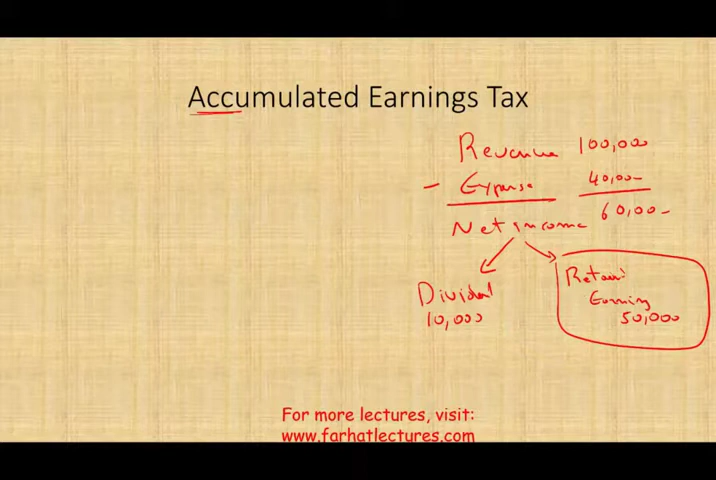 Accumulated Earnings Tax
Revenue 100,000
- Expense 40,000
Net income 60,000
Dividend
10,000
Retain
Earning
50,000
For more lectures, visit:
www.farhatlectures.com